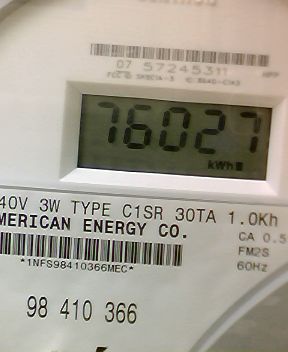 07 57245311
76027
kWh
40V 3W TYPE C1SR 30TA 1.0Kh
MERICAN ENERGY CO.
CA 0.5
FM2S
*1NFS98410366MEC*
60Hz
98 410 366